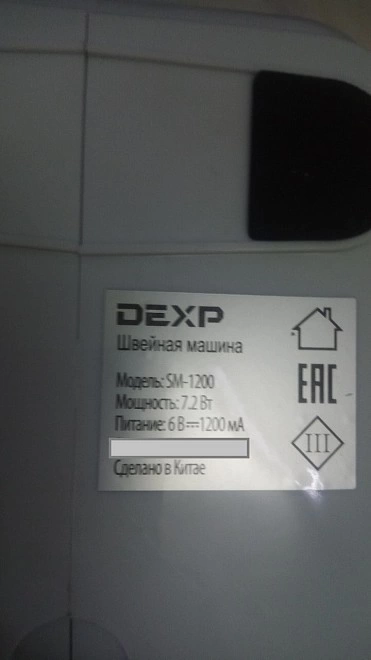 DEXP
Швейная машина
Модель: SM-1200
Мощность: 7.2 Вт
Питание: 6 В⎓1200 мА
Сделано в Китае
EAC
III